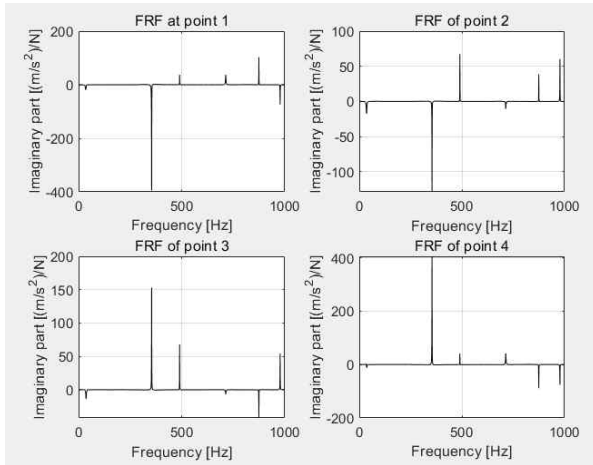 FRF at point 1
Imaginary part [(m/s²)/N]
200
0
-200
-400
0
500
1000
Frequency [Hz]
FRF of point 2
Imaginary part [(m/s²)/N]
100
50
0
-50
-100
0
500
1000
Frequency [Hz]
FRF of point 3
Imaginary part [(m/s²)/N]
200
150
100
50
0
0
500
1000
Frequency [Hz]
FRF of point 4
Imaginary part [(m/s²)/N]
400
200
0
-200
0
500
1000
Frequency [Hz]